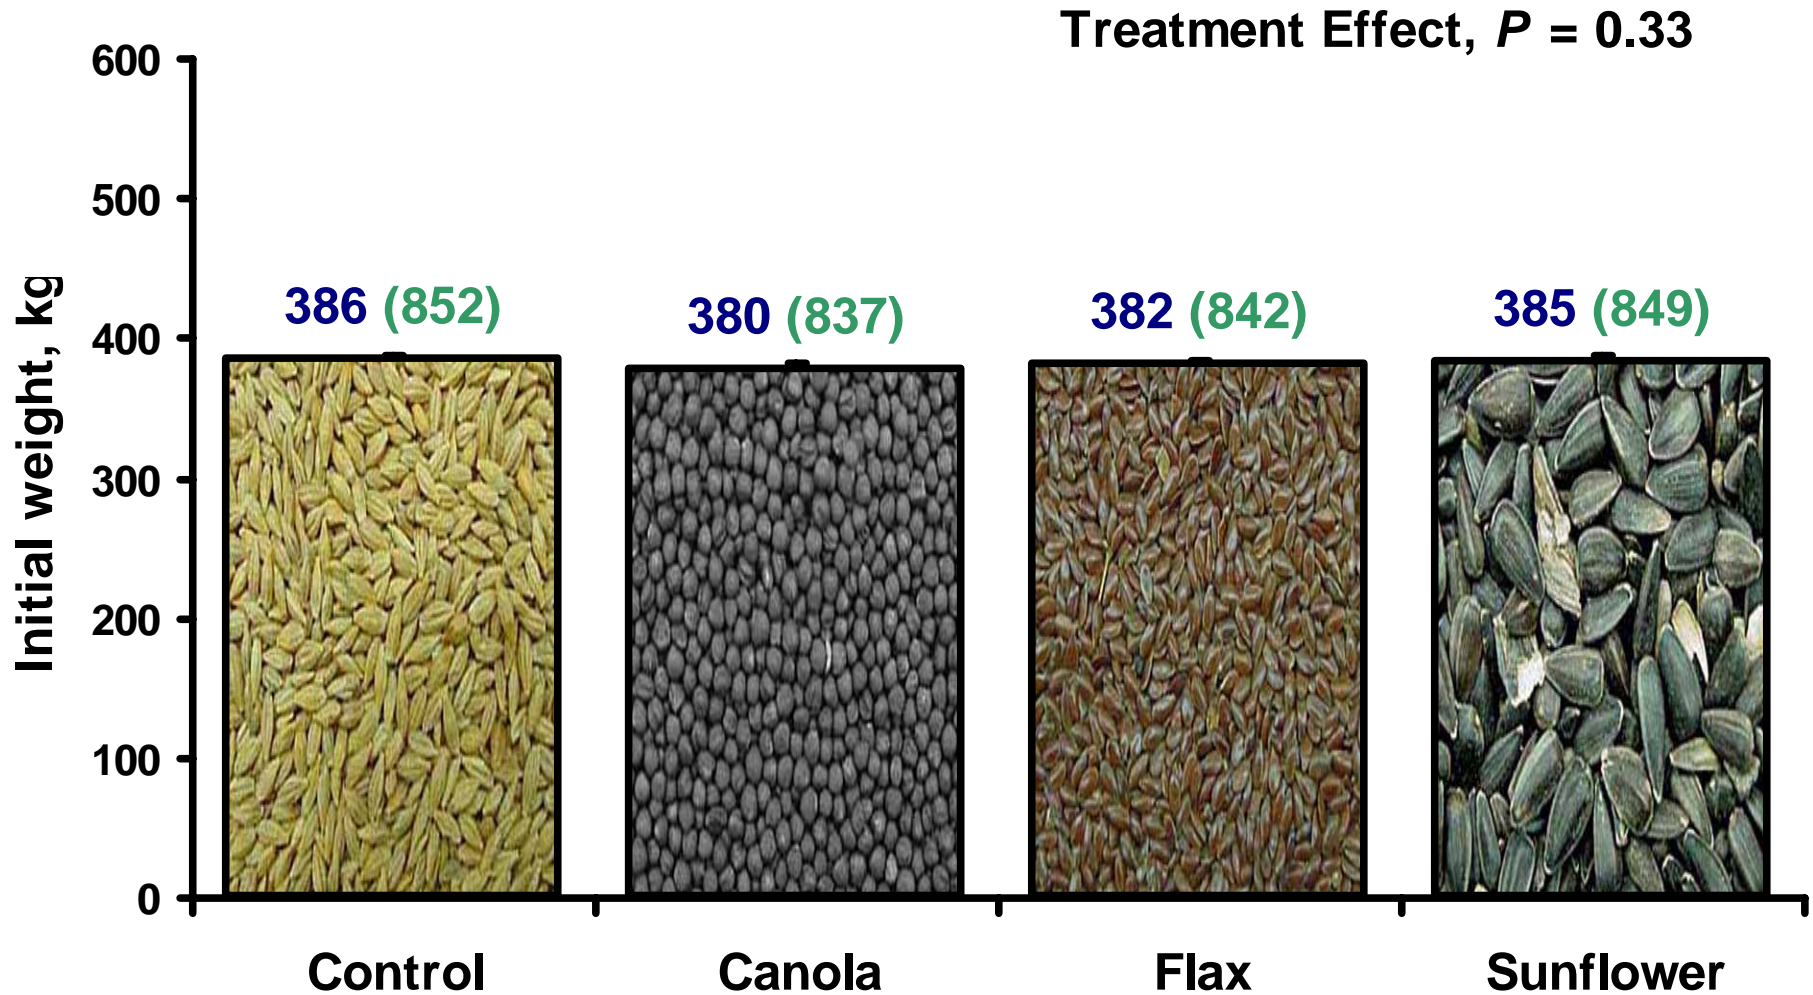 Treatment Effect, P = 0.33
600
500
400
300
200
100
0
Initial weight, kg
386 (852)
380 (837)
382 (842)
385 (849)
Control
Canola
Flax
Sunflower